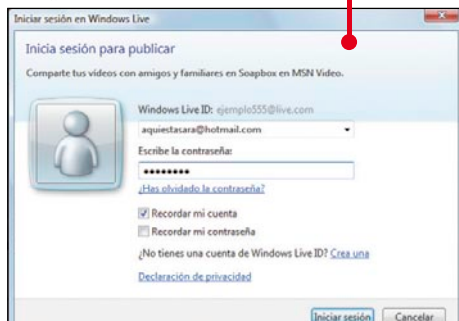 Iniciar sesión en Windows Live
Inicia sesión para publicar
Comparte tus vídeos con amigos y familiares en Soapbox en MSN Video.
Windows Live ID: ejemplo555@live.com
aquiestasara@hotmail.com
Escribe la contraseña:
••••••••
¿Has olvidado la contraseña?
Recordar mi cuenta
Recordar mi contraseña
¿No tienes una cuenta de Windows Live ID? Crea una
Declaración de privacidad
Iniciar sesión Cancelar